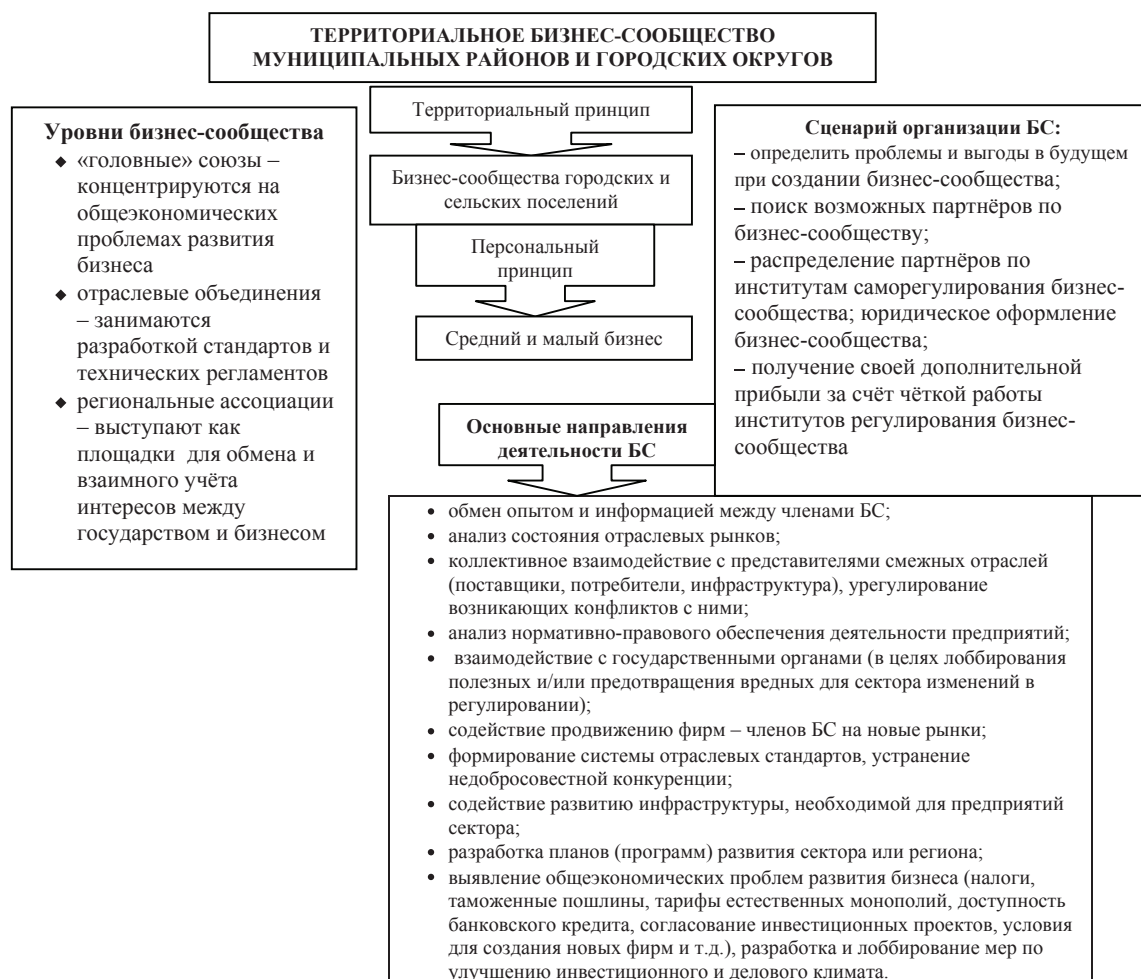 ТЕРРИТОРИАЛЬНОЕ БИЗНЕС-СООБЩЕСТВО
МУНИЦИПАЛЬНЫХ РАЙОНОВ И ГОРОДСКИХ ОКРУГОВ
Уровни бизнес-сообщества
◆ «головные» союзы –
концентрируются на
общеэкономических
проблемах развития
бизнеса
◆ отраслевые объединения
– занимаются
разработкой стандартов и
технических регламентов
◆ региональные ассоциации
– выступают как
площадки для обмена и
взаимного учёта
интересов между
государством и бизнесом
Территориальный принцип
Бизнес-сообщества городских и
сельских поселений
Персональный
принцип
Средний и малый бизнес
Сценарий организации БС:
– определить проблемы и выгоды в будущем
при создании бизнес-сообщества;
– поиск возможных партнёров по
бизнес-сообществу;
– распределение партнёров по
институтам саморегулирования бизнес-
сообщества; юридическое оформление
бизнес-сообщества;
– получение своей дополнительной
прибыли за счёт чёткой работы
институтов регулирования бизнес-
сообщества
Основные направления
деятельности БС
• обмен опытом и информацией между членами БС;
• анализ состояния отраслевых рынков;
• коллективное взаимодействие с представителями смежных отраслей
(поставщики, потребители, инфраструктура), урегулирование
возникающих конфликтов с ними;
• анализ нормативно-правового обеспечения деятельности предприятий;
• взаимодействие с государственными органами (в целях лоббирования
полезных и/или предотвращения вредных для сектора изменений в
регулировании);
• содействие продвижению фирм – членов БС на новые рынки;
• формирование системы отраслевых стандартов, устранение
недобросовестной конкуренции;
• содействие развитию инфраструктуры, необходимой для предприятий
сектора;
• разработка планов (программ) развития сектора или региона;
• выявление общеэкономических проблем развития бизнеса (налоги,
таможенные пошлины, тарифы естественных монополий, доступность
банковского кредита, согласование инвестиционных проектов, условия
для создания новых фирм и т.д.), разработка и лоббирование мер по
улучшению инвестиционного и делового климата.